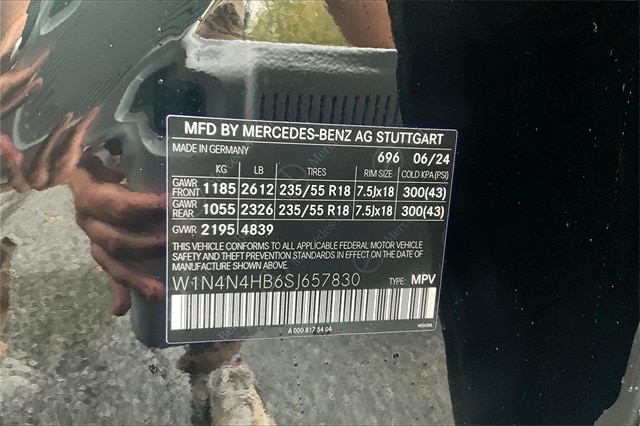 MFD BY MERCEDES-BENZ AG STUTTGART
MADE IN GERMANY 696 06/24
KG LB TIRES RIM SIZE COLD KPA(PSI)
GAWR FRONT 1185 2612 235/55 R18 7.5Jx18 300(43)
GAWR REAR 1055 2326 235/55 R18 7.5Jx18 300(43)
GVWR 2195 4839
THIS VEHICLE CONFORMS TO ALL APPLICABLE FEDERAL MOTOR VEHICLE
SAFETY AND THEFT PREVENTION STANDARDS IN EFFECT ON THE DATE OF
MANUFACTURE SHOWN ABOVE.
W1N4N4HB6SJ657830 TYPE: MPV
A 000 817 54 04